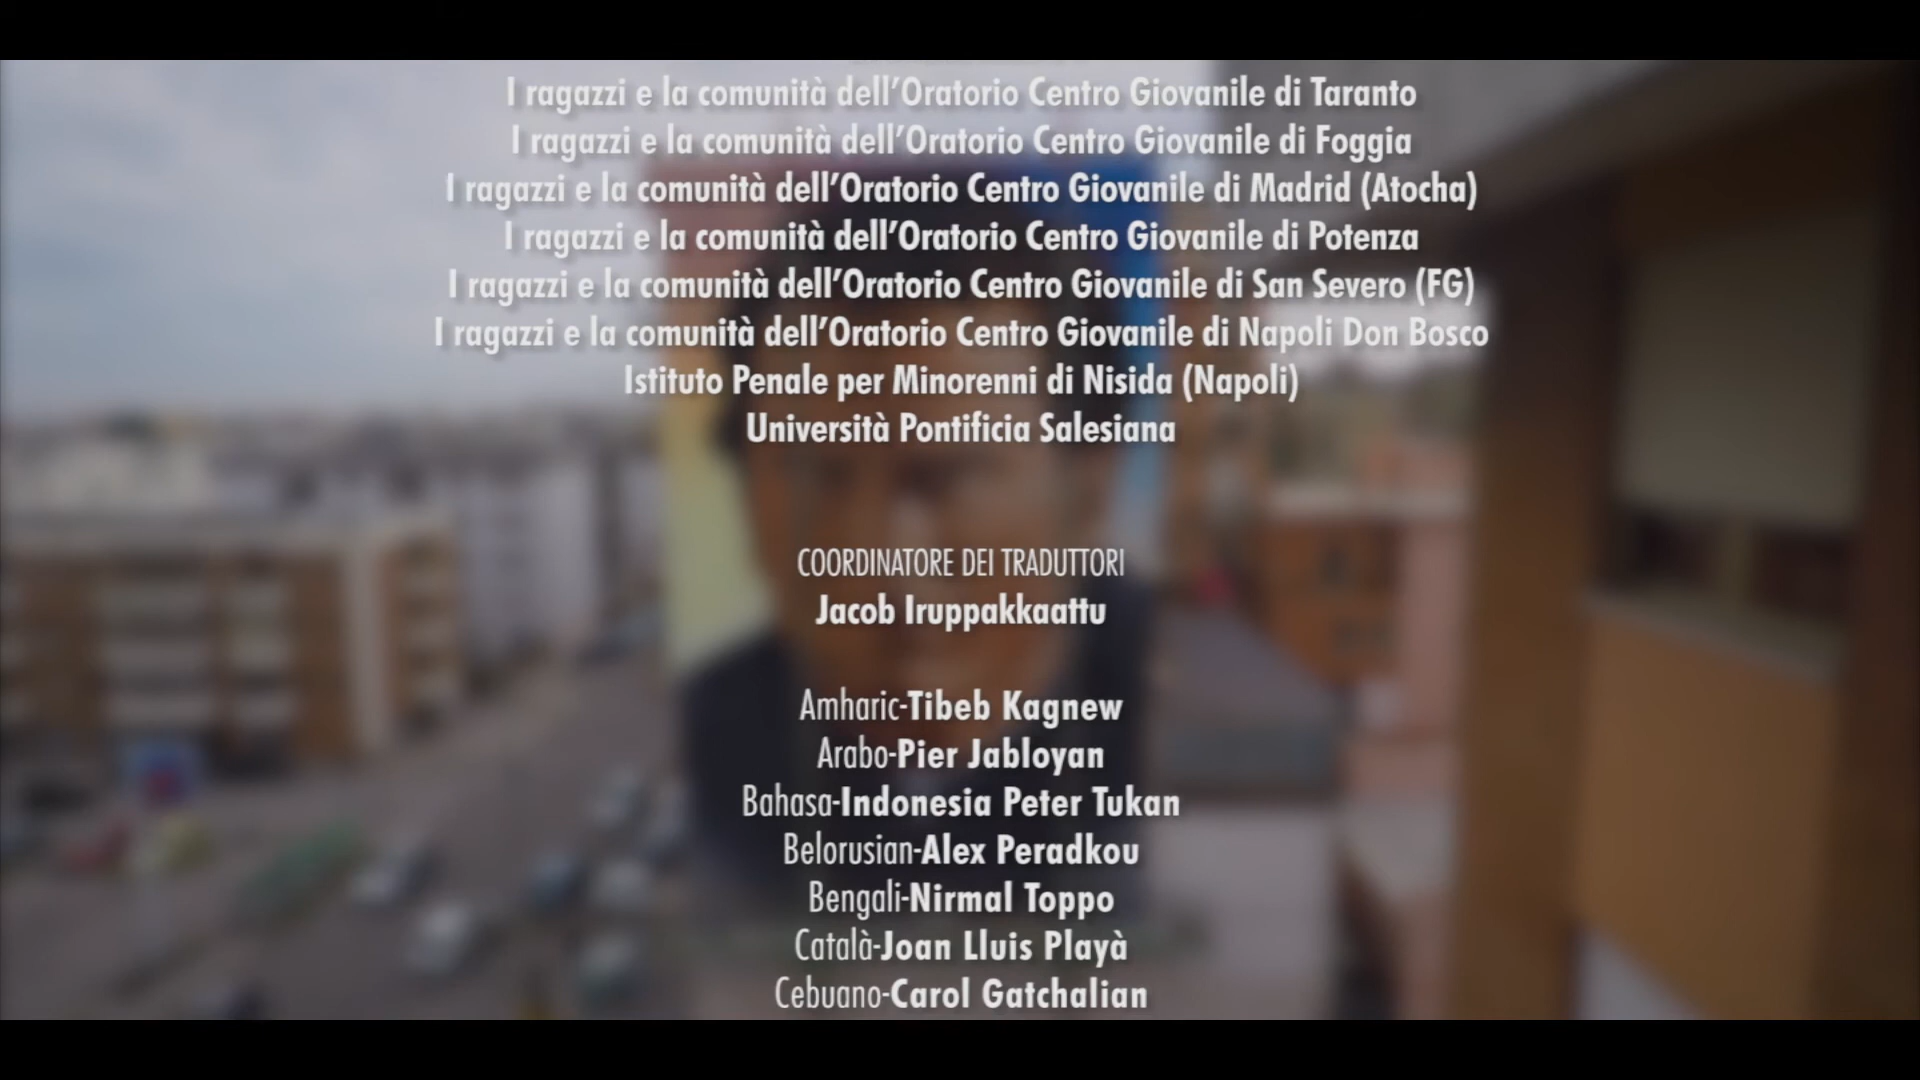 I ragazzi e la comunità dell'Oratorio Centro Giovanile di Taranto
I ragazzi e la comunità dell'Oratorio Centro Giovanile di Foggia
I ragazzi e la comunità dell'Oratorio Centro Giovanile di Madrid (Atocha)
I ragazzi e la comunità dell'Oratorio Centro Giovanile di Potenza
I ragazzi e la comunità dell'Oratorio Centro Giovanile di San Severo (FG)
I ragazzi e la comunità dell'Oratorio Centro Giovanile di Napoli Don Bosco
Istituto Penale per Minorenni di Nisida (Napoli)
Università Pontificia Salesiana
COORDINATORE DEI TRADUTTORI
Jacob Iruppakkaattu
Amharic-Tibeb Kagnew
Arabo-Pier Jabloyan
Bahasa-Indonesia Peter Tukan
Belorusian-Alex Peradkou
Bengali-Nirmal Toppo
Català-Joan Lluis Playà
Cebuano-Carol Gatchalian